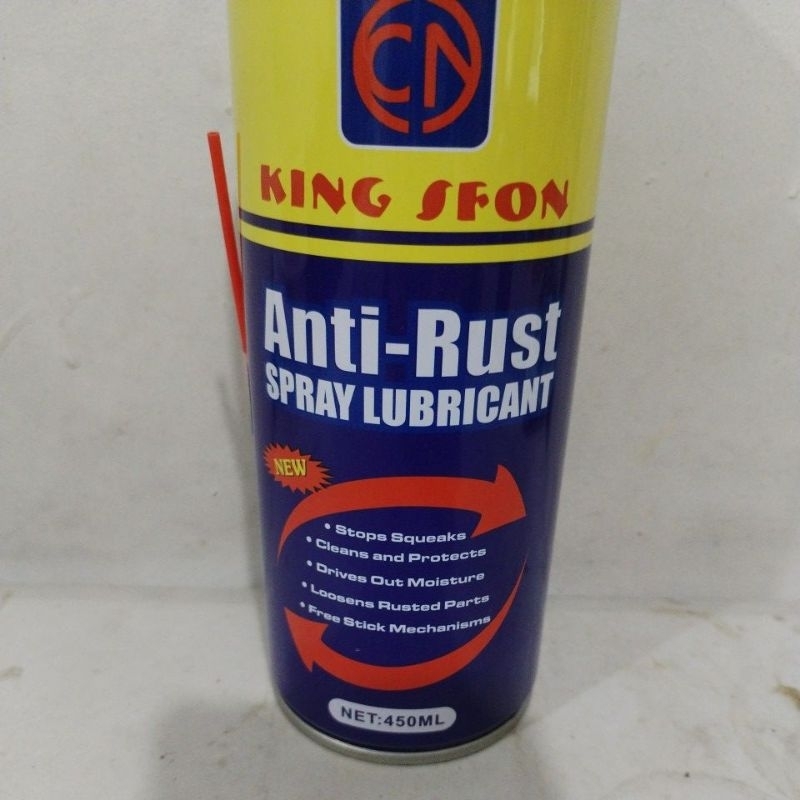 CN
KING SFON
Anti-Rust
SPRAY LUBRICANT
NEW
• Stops Squeaks
• Cleans and Protects
• Drives Out Moisture
• Loosens Rusted Parts
• Free Stick Mechanisms
NET:450ML